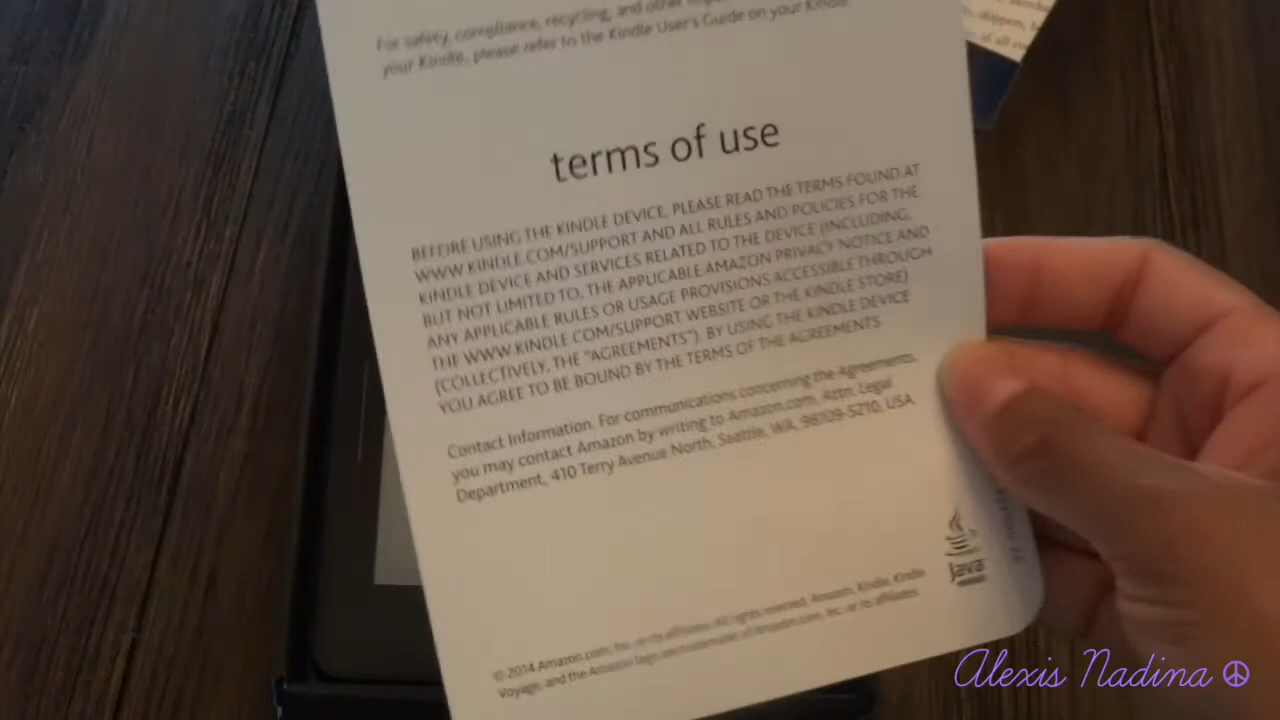 For safety, compliance, recycling, and other
your Kindle, please refer to the Kindle User's Guide on your Kindle
shippers,
of all
terms of use
BEFORE USING THE KINDLE DEVICE, PLEASE READ THE TERMS FOUND AT
WWW.KINDLE.COM/SUPPORT AND ALL RULES AND POLICIES FOR THE
KINDLE DEVICE AND SERVICES RELATED TO THE DEVICE (INCLUDING,
BUT NOT LIMITED TO, THE APPLICABLE AMAZON PRIVACY NOTICE AND
ANY APPLICABLE RULES OR USAGE PROVISIONS ACCESSIBLE THROUGH
THE WWW.KINDLE.COM/SUPPORT WEBSITE OR THE KINDLE STORE)
(COLLECTIVELY, THE "AGREEMENTS"). BY USING THE KINDLE DEVICE
YOU AGREE TO BE BOUND BY THE TERMS OF THE AGREEMENTS.
Contact Information. For communications concerning the Agreements,
you may contact Amazon by writing to Amazon.com, Attn: Legal
Department, 410 Terry Avenue North, Seattle, WA, 98109-5210, USA.
Java
© 2014 Amazon.com, Inc. or its affiliates. All rights reserved. Amazon, Kindle, Kindle
Voyage, and the Amazon logo are trademarks of Amazon.com, Inc. or its affiliates.
Alexis Nadina